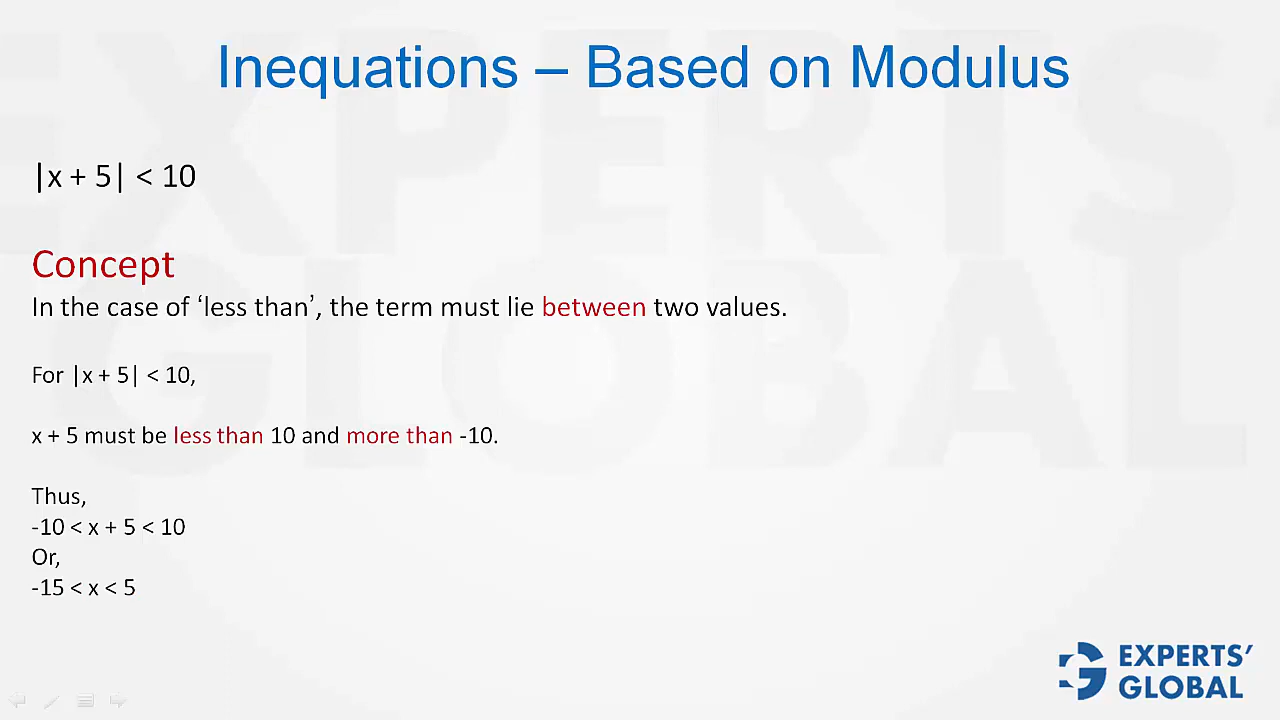 Inequations – Based on Modulus
|x + 5| < 10
Concept
In the case of ‘less than’, the term must lie between two values.
For |x + 5| < 10,
x + 5 must be less than 10 and more than -10.
Thus,
-10 < x + 5 < 10
Or,
-15 < x < 5
EXPERTS’
GLOBAL